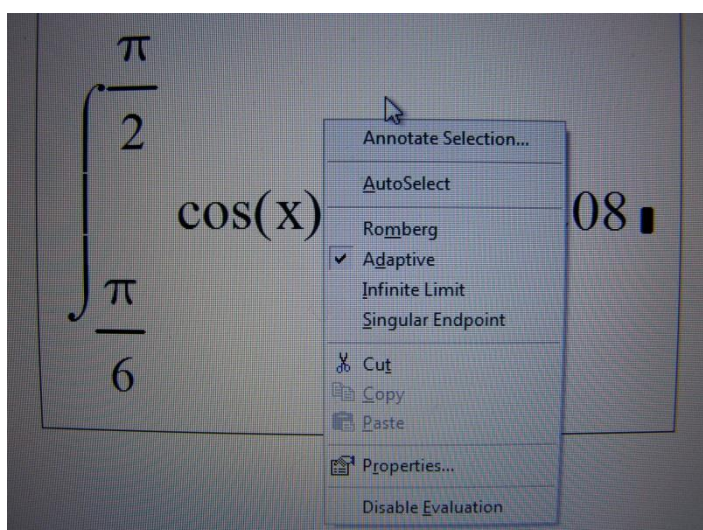 π
2
cos(x)
08
π
6
Annotate Selection...
AutoSelect
Romberg
Adaptive
Infinite Limit
Singular Endpoint
Cut
Copy
Paste
Properties...
Disable Evaluation